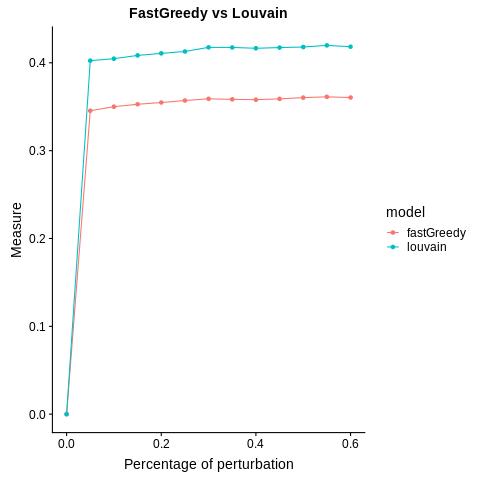 FastGreedy vs Louvain
Measure
0.4
0.3
0.2
0.1
0.0
0.0 0.2 0.4 0.6
Percentage of perturbation
model
fastGreedy
louvain